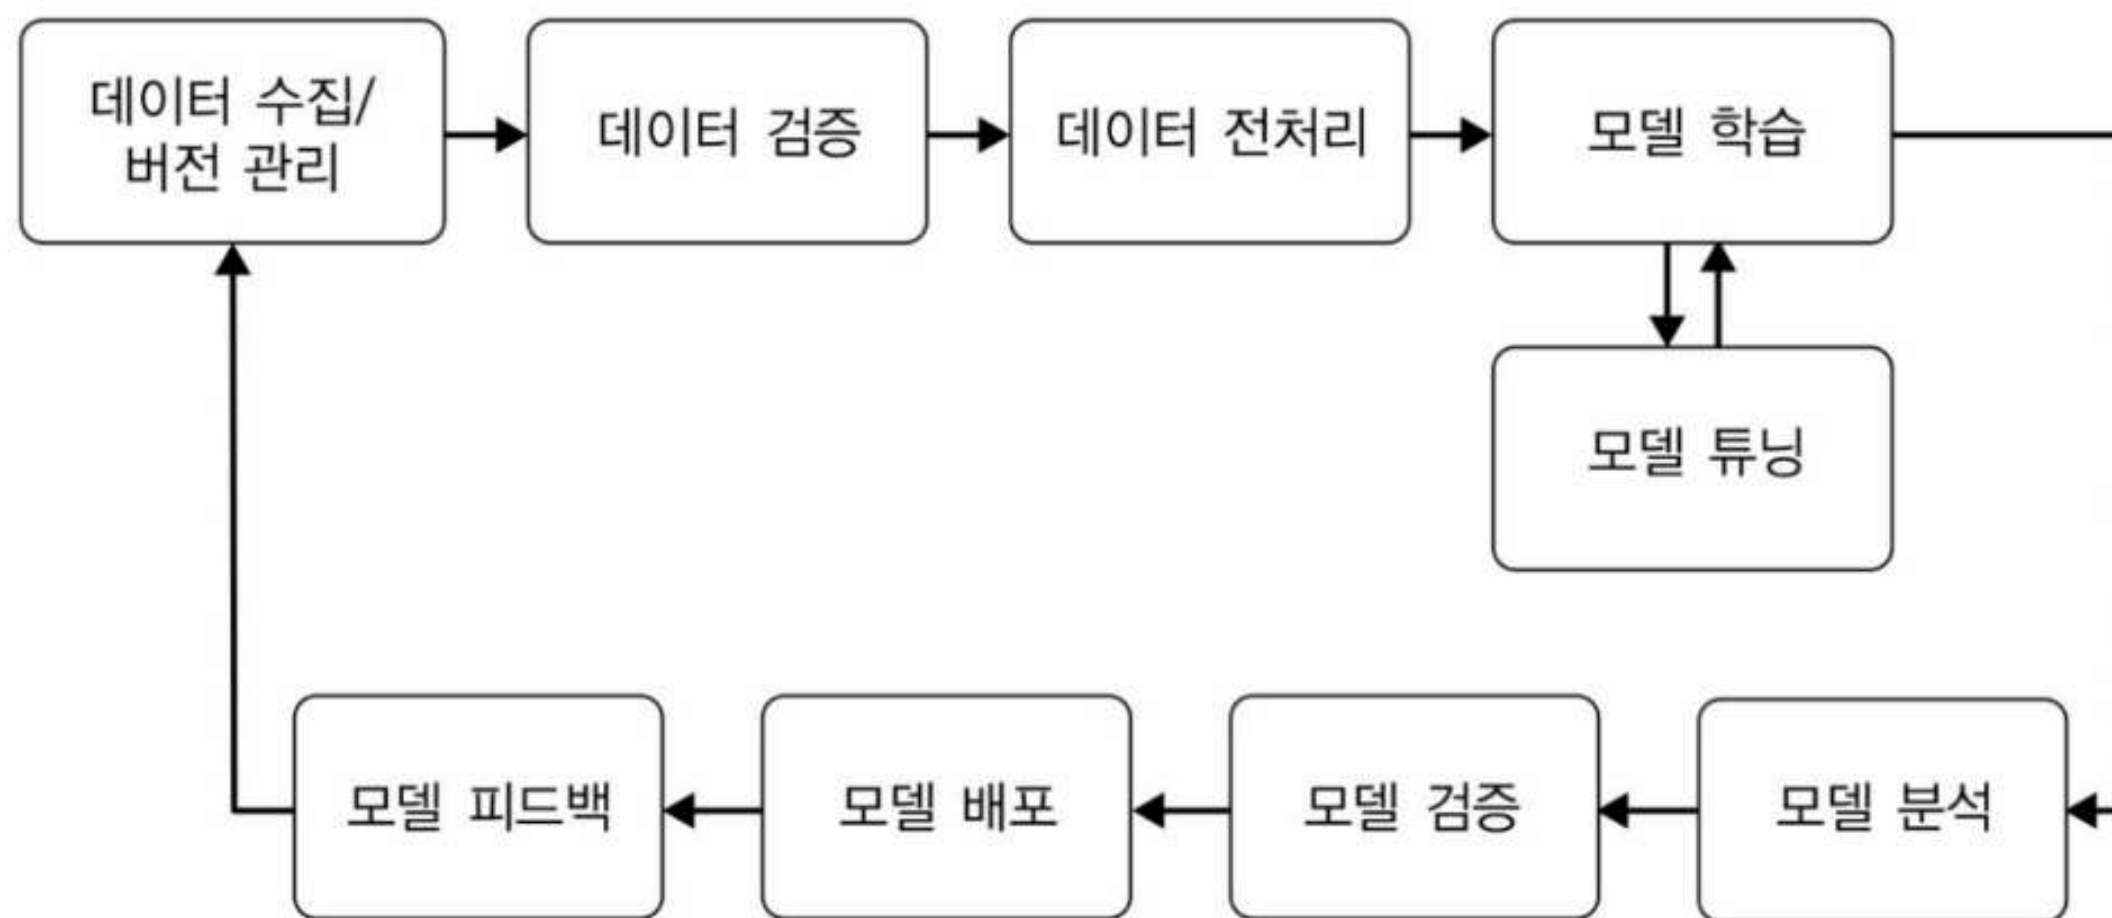 데이터 수집/
버전 관리
데이터 검증
데이터 전처리
모델 학습
모델 튜닝
모델 피드백
모델 배포
모델 검증
모델 분석